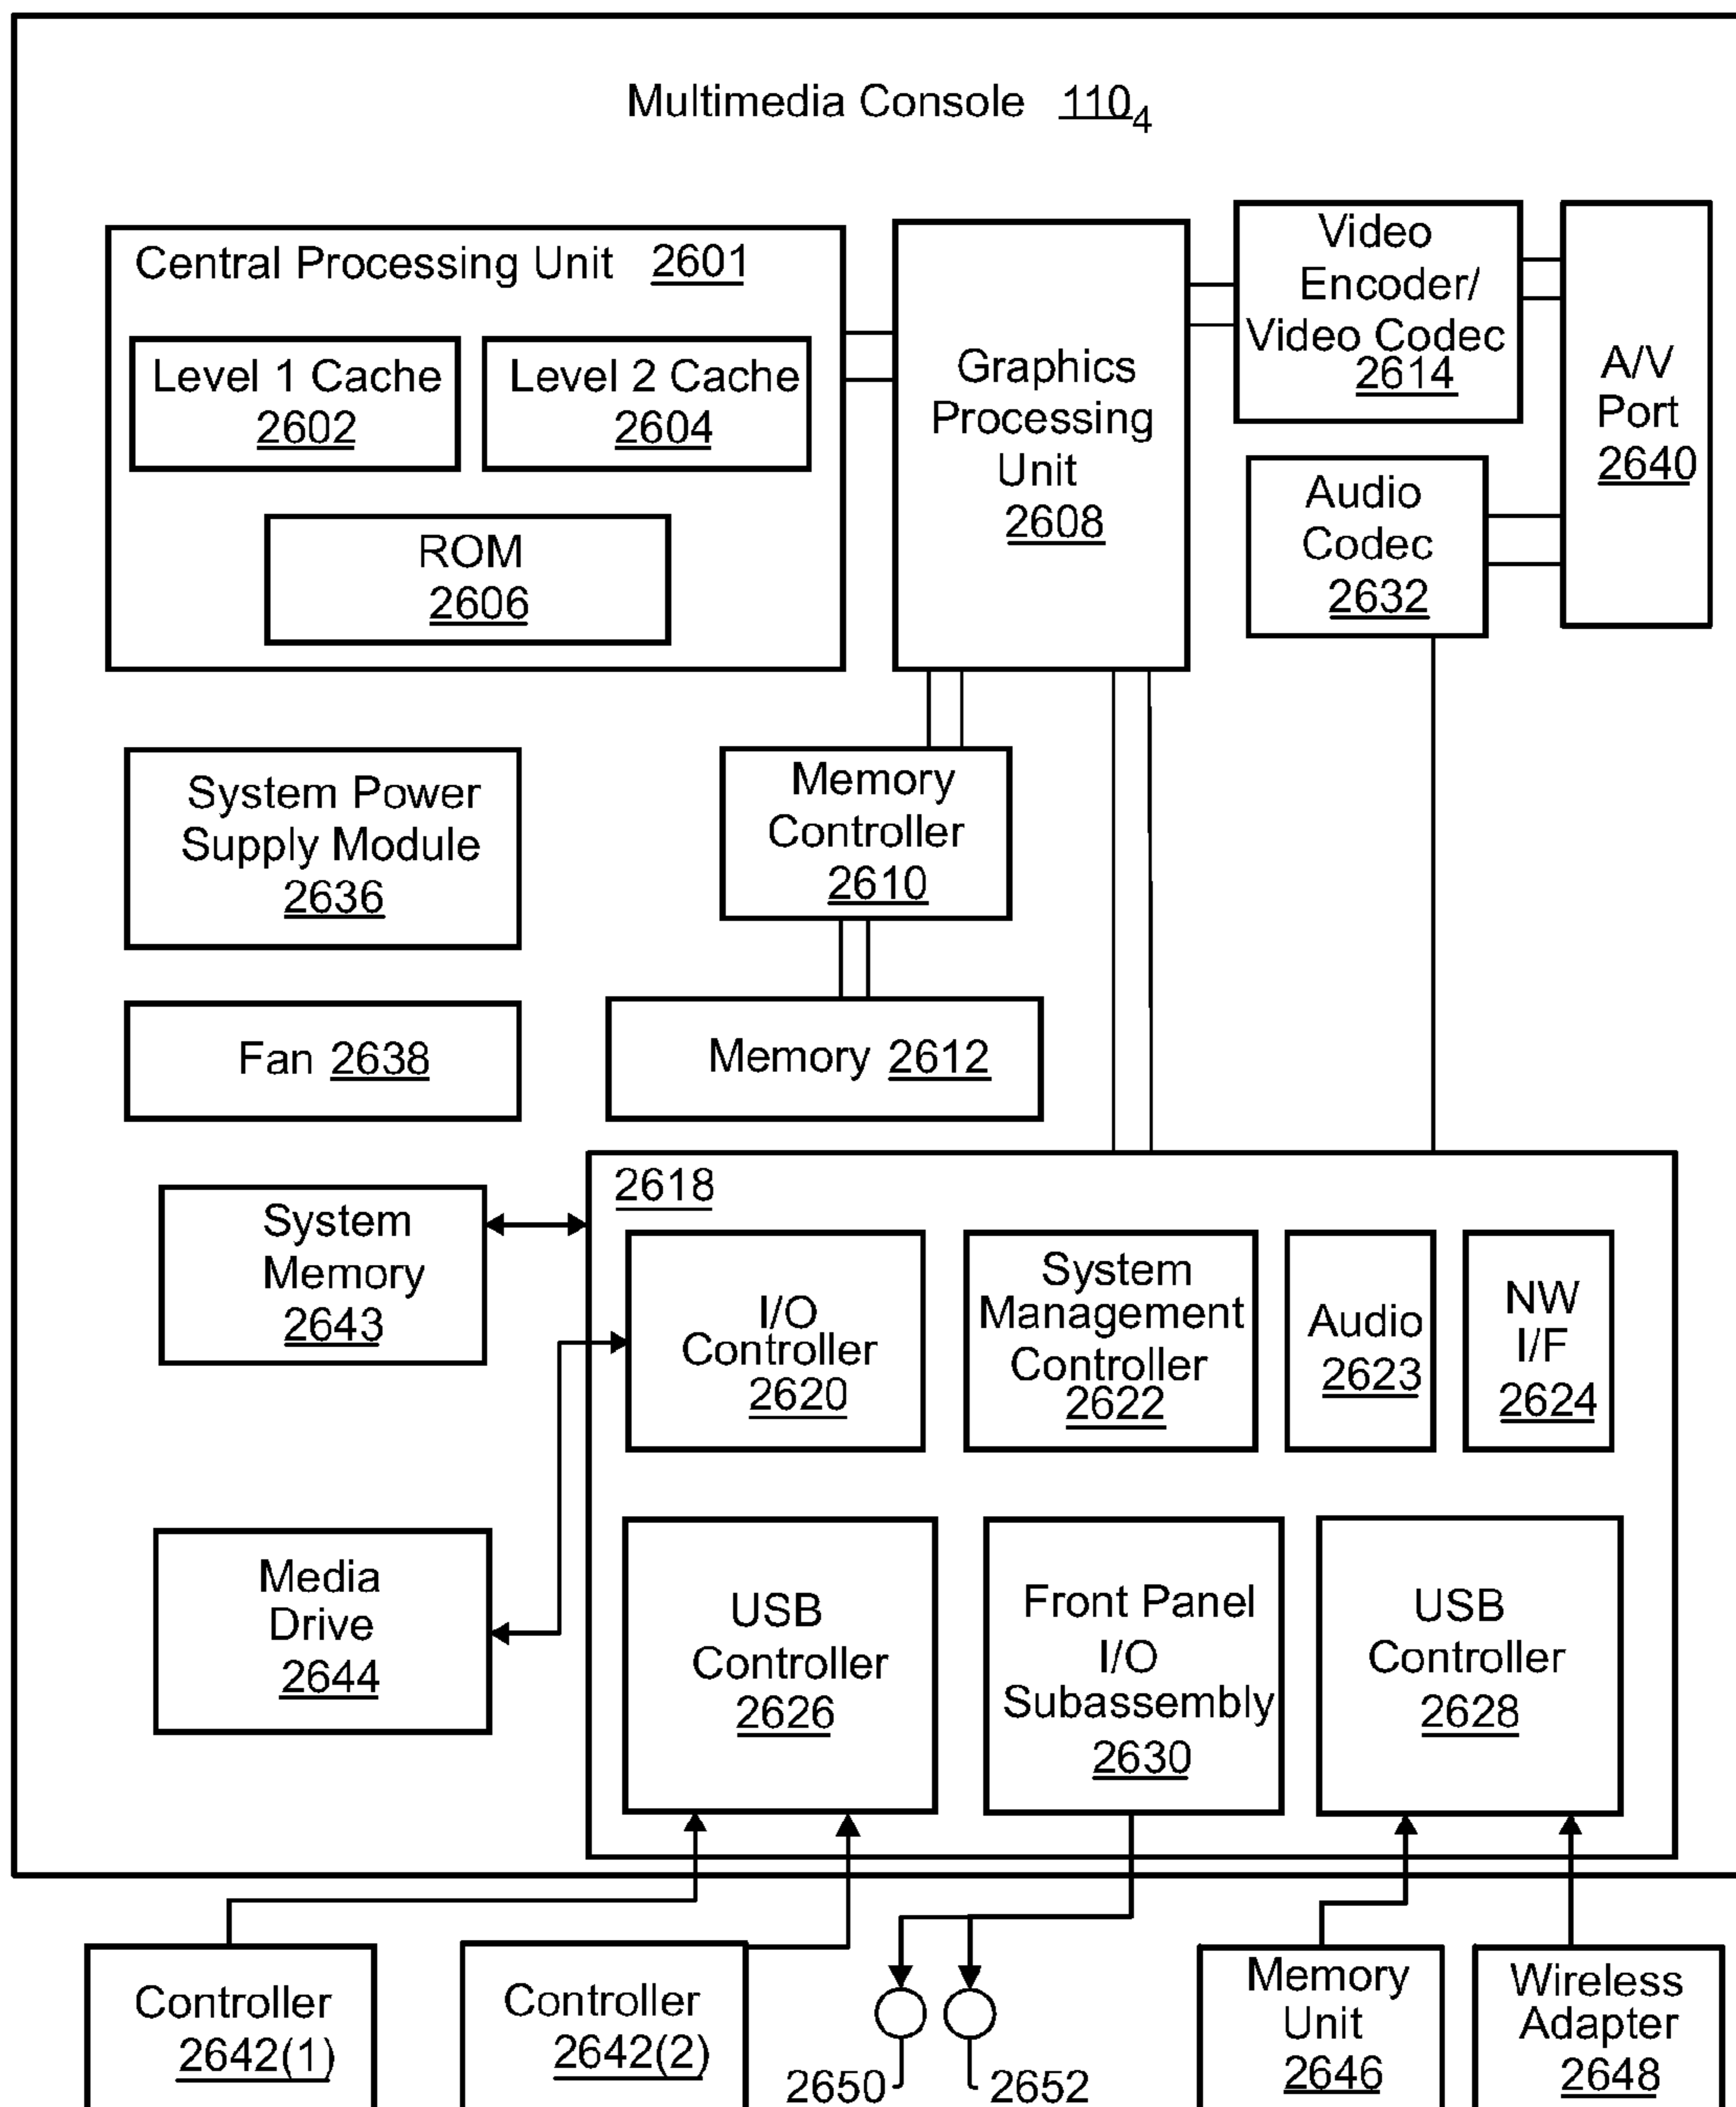 Multimedia Console 110₄
Central Processing Unit 2601
Level 1 Cache
2602
Level 2 Cache
2604
ROM
2606
Graphics
Processing
Unit
2608
Video
Encoder/
Video Codec
2614
A/V
Port
2640
Audio
Codec
2632
System Power
Supply Module
2636
Memory
Controller
2610
Fan 2638
Memory 2612
System
Memory
2643
2618
I/O
Controller
2620
System
Management
Controller
2622
Audio
2623
NW
I/F
2624
Media
Drive
2644
USB
Controller
2626
Front Panel
I/O
Subassembly
2630
USB
Controller
2628
Controller
2642(1)
Controller
2642(2)
2650
2652
Memory
Unit
2646
Wireless
Adapter
2648